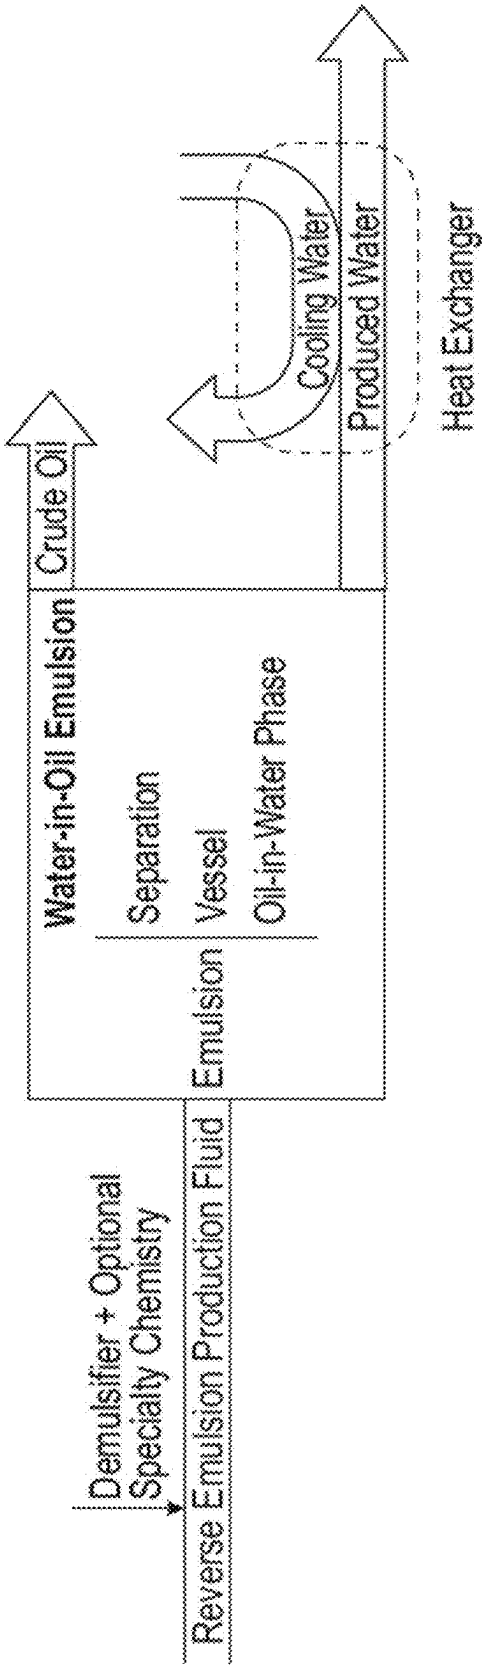 Demulsifier + Optional
Specialty Chemistry
Reverse Emulsion Production Fluid
Emulsion
Water-in-Oil Emulsion
Separation
Vessel
Oil-in-Water Phase
Crude Oil
Cooling Water
Produced Water
Heat Exchanger